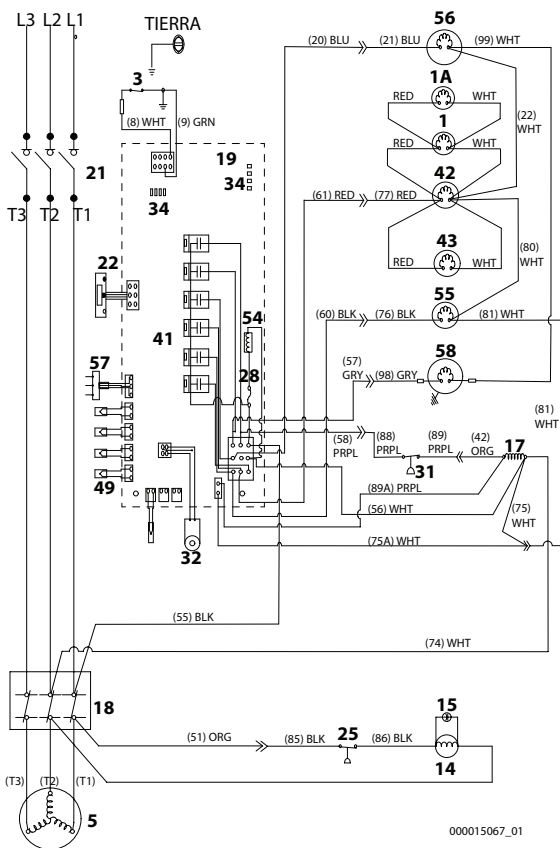 L3 L2 L1
TIERRA
56
(20) BLU
(21) BLU
(99) WHT
3
1A
RED
WHT
(22)
WHT
(8) WHT
(9) GRN
1
19
RED
WHT
34
21
42
34
(61) RED
(77) RED
T3 T2 T1
43
(80)
WHT
RED
WHT
22
54
55
41
(60) BLK
(76) BLK
(81) WHT
(57)
GRY
(98) GRY
58
57
28
(81)
WHT
(58)
PRPL
(88)
PRPL
(89)
PRPL
(42)
ORG
17
31
49
(89A) PRPL
(75)
WHT
(56) WHT
32
(75A) WHT
(55) BLK
(74) WHT
18
15
25
(51) ORG
(85) BLK
(86) BLK
14
(T3) (T2) (T1)
5
000015067_01